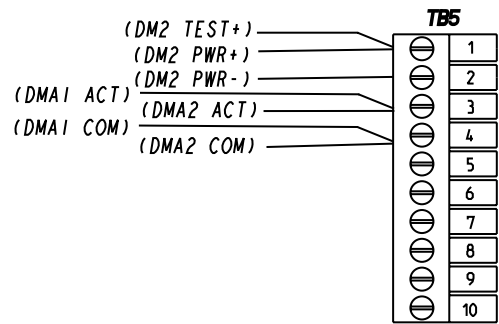 TB5
(DM2 TEST+)
(DM2 PWR+)
(DM2 PWR-)
(DMA1 ACT)
(DMA2 ACT)
(DMA1 COM)
(DMA2 COM)
1
2
3
4
5
6
7
8
9
10